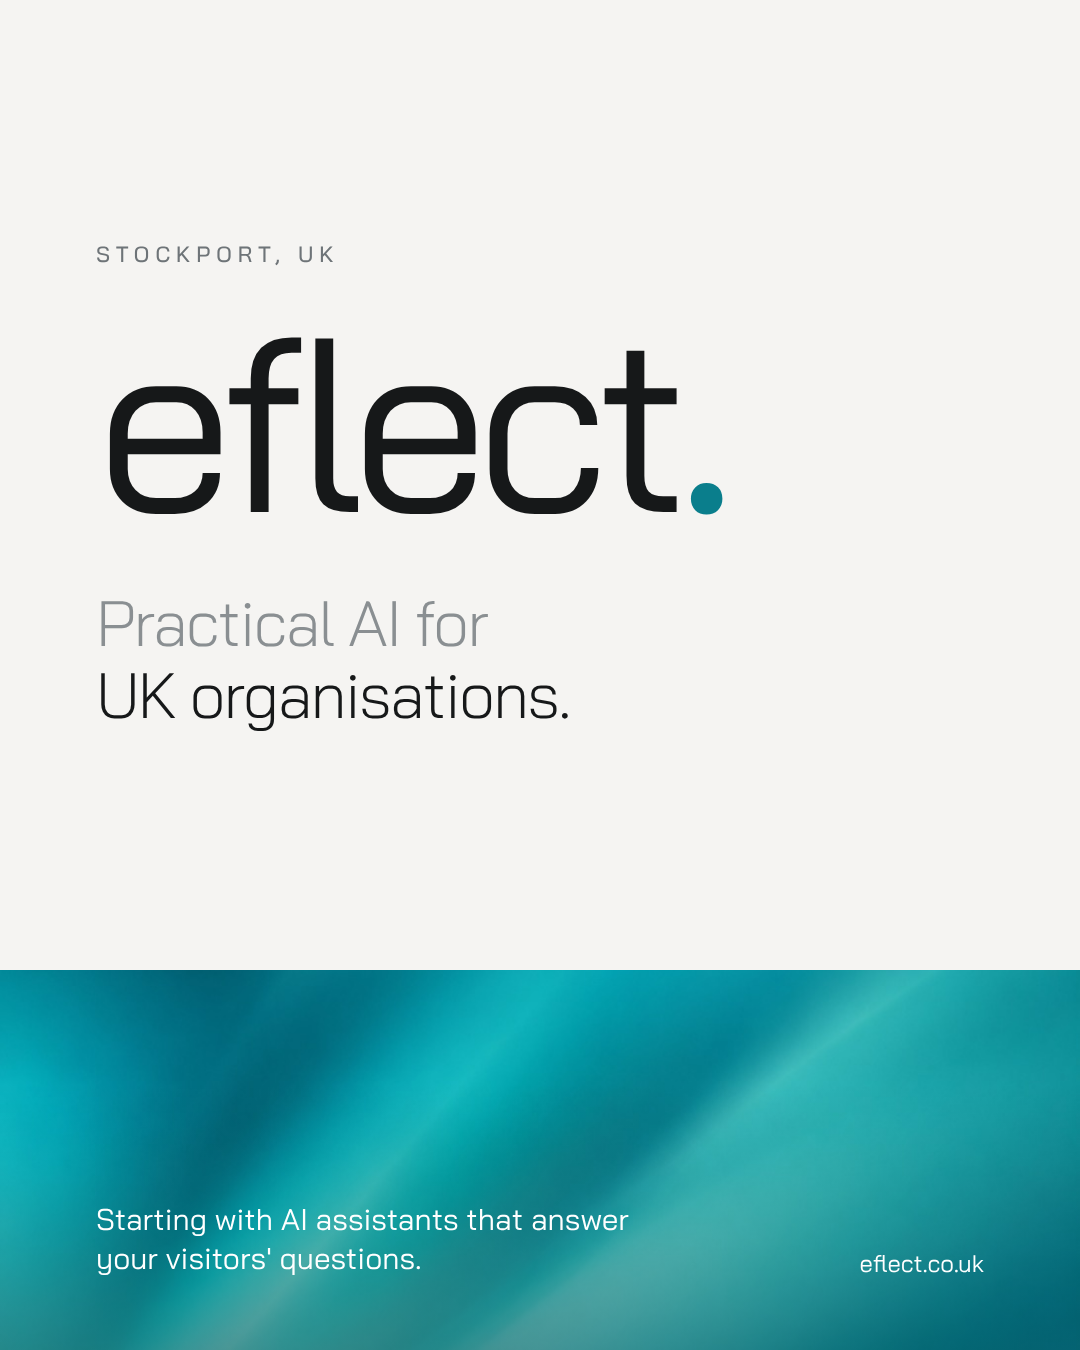 STOCKPORT, UK
eflect.
Practical AI for
UK organisations.
Starting with AI assistants that answer
your visitors' questions.
eflect.co.uk